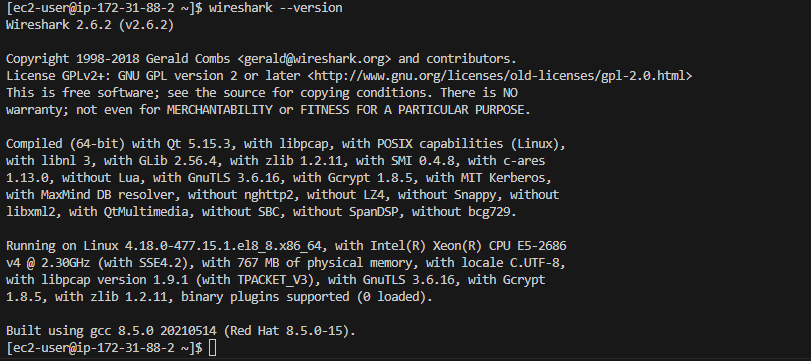 [ec2-user@ip-172-31-88-2 ~]$ wireshark --version
Wireshark 2.6.2 (v2.6.2)
Copyright 1998-2018 Gerald Combs <gerald@wireshark.org> and contributors.
License GPLv2+: GNU GPL version 2 or later <http://www.gnu.org/licenses/old-licenses/gpl-2.0.html>
This is free software; see the source for copying conditions. There is NO
warranty; not even for MERCHANTABILITY or FITNESS FOR A PARTICULAR PURPOSE.
Compiled (64-bit) with Qt 5.15.3, with libpcap, with POSIX capabilities (Linux),
with libnl 3, with GLib 2.56.4, with zlib 1.2.11, with SMI 0.4.8, with c-ares
1.13.0, without Lua, with GnuTLS 3.6.16, with Gcrypt 1.8.5, with MIT Kerberos,
with MaxMind DB resolver, without nghttp2, without LZ4, without Snappy, without
libxml2, with QtMultimedia, without SBC, without SpanDSP, without bcg729.
Running on Linux 4.18.0-477.15.1.el8_8.x86_64, with Intel(R) Xeon(R) CPU E5-2686
v4 @ 2.30GHz (with SSE4.2), with 767 MB of physical memory, with locale C.UTF-8,
with libpcap version 1.9.1 (with TPACKET_V3), with GnuTLS 3.6.16, with Gcrypt
1.8.5, with zlib 1.2.11, binary plugins supported (0 loaded).
Built using gcc 8.5.0 20210514 (Red Hat 8.5.0-15).
[ec2-user@ip-172-31-88-2 ~]$